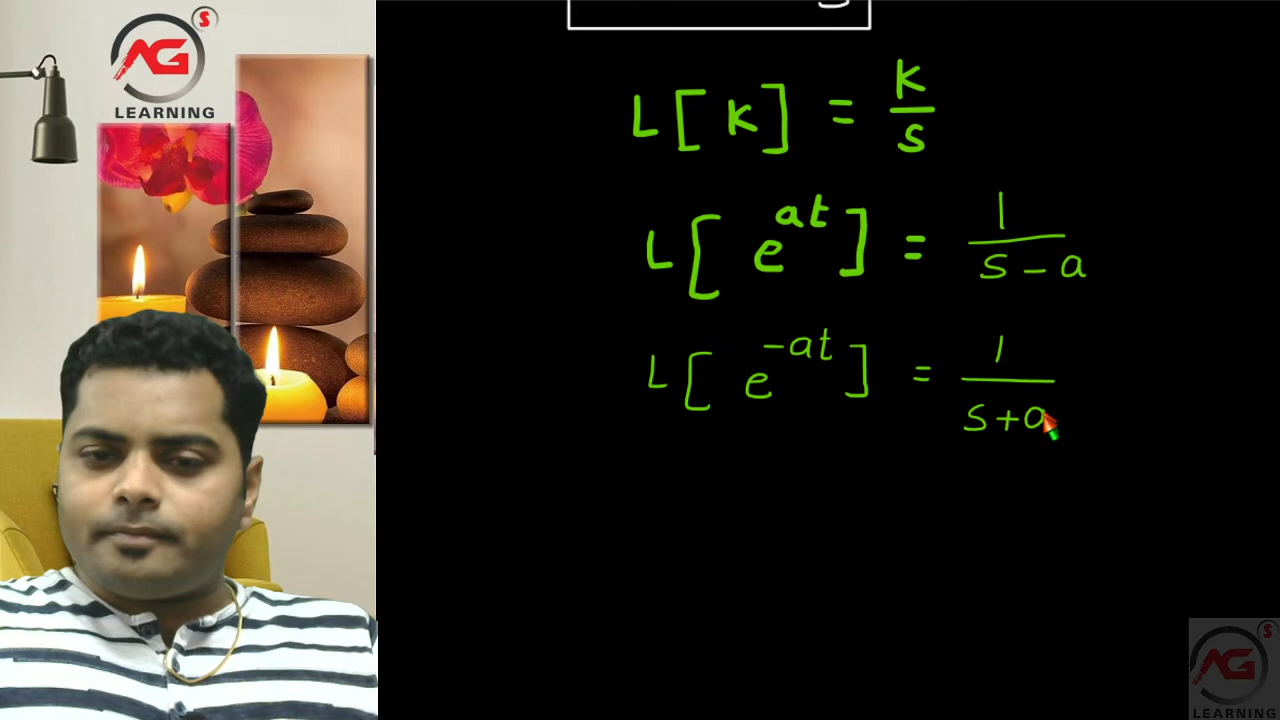 AG
S
LEARNING
L[K] = K/s
L[e^{at}] = 1/(s-a)
L[e^{-at}] = 1/(s+a)
AG
S
LEARNING